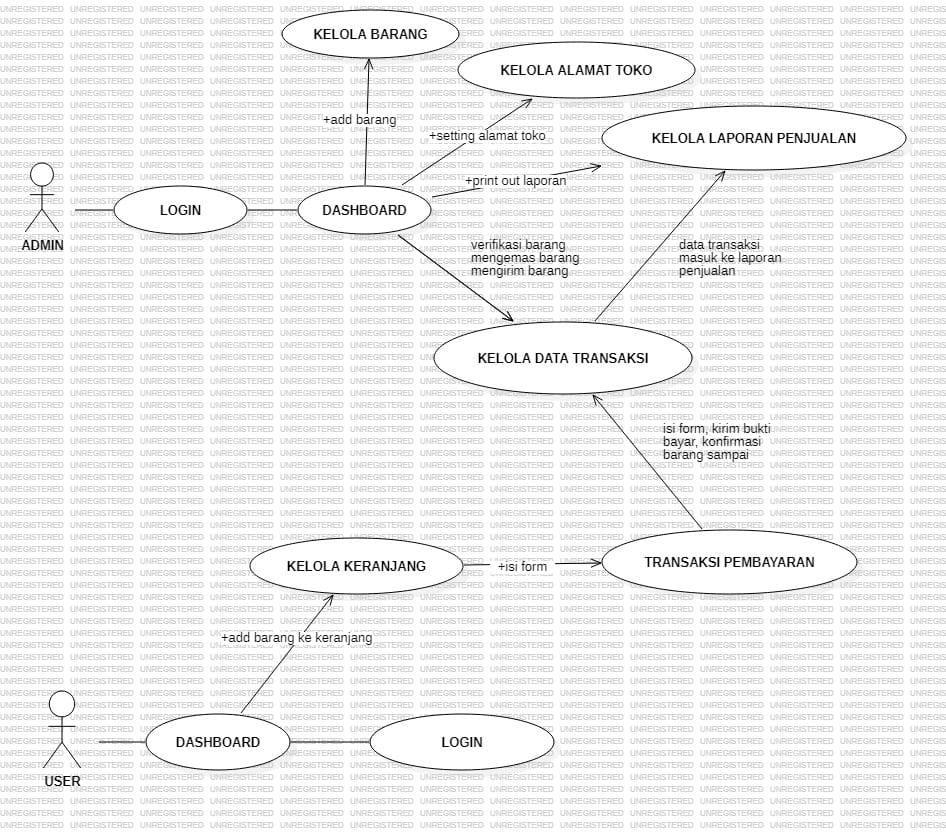 KELOLA BARANG
KELOLA ALAMAT TOKO
+add barang
+setting alamat toko
KELOLA LAPORAN PENJUALAN
+print out laporan
LOGIN
DASHBOARD
ADMIN
verifikasi barang
mengemas barang
mengirim barang
data transaksi
masuk ke laporan
penjualan
KELOLA DATA TRANSAKSI
isi form, kirim bukti
bayar, konfirmasi
barang sampai
KELOLA KERANJANG
+isi form
TRANSAKSI PEMBAYARAN
+add barang ke keranjang
DASHBOARD
LOGIN
USER
UNREGISTERED